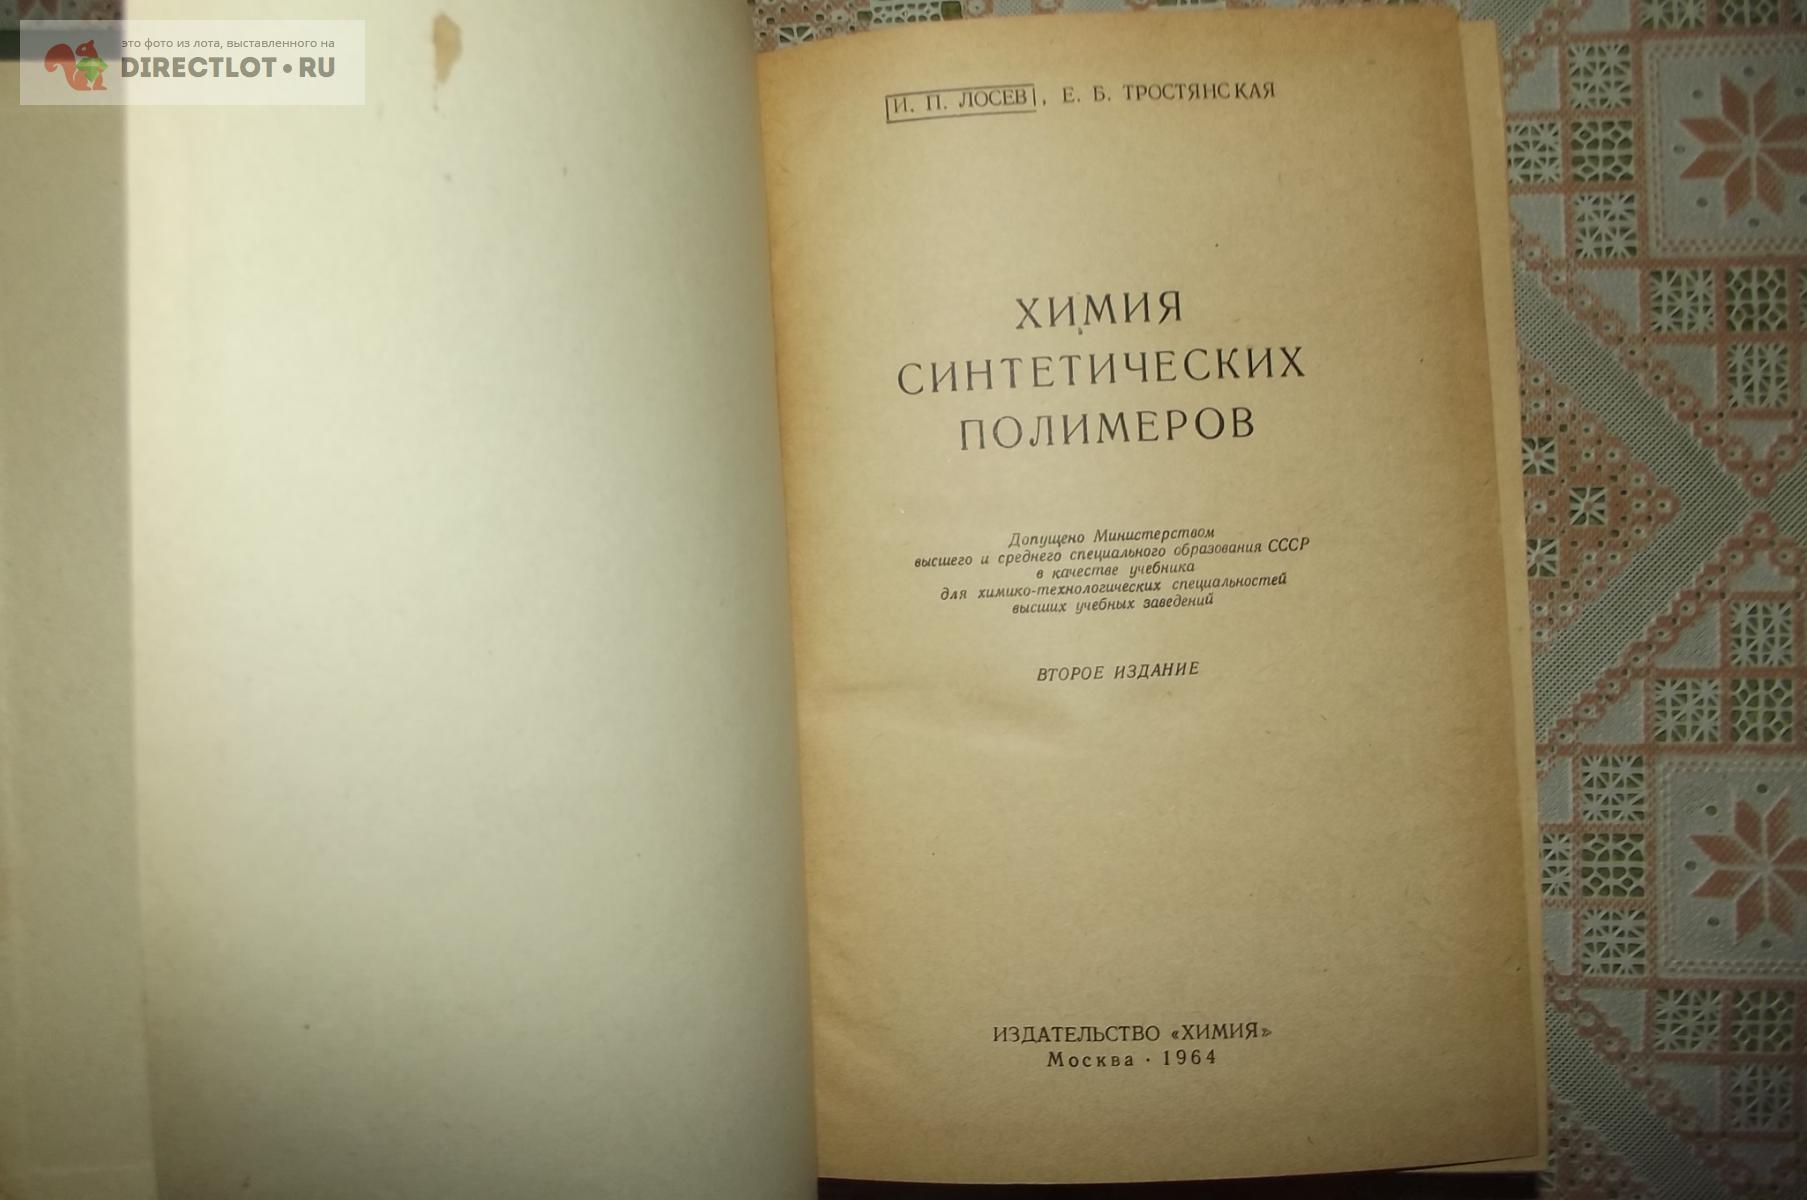 это фото из лота, выставленного на
DIRECTLOT•RU
И. П. ЛОСЕВ, Е. Б. ТРОСТЯНСКАЯ
ХИМИЯ
СИНТЕТИЧЕСКИХ
ПОЛИМЕРОВ
Допущено Министерством
высшего и среднего специального образования СССР
в качестве учебника
для химико-технологических специальностей
высших учебных заведений
ВТОРОЕ ИЗДАНИЕ
ИЗДАТЕЛЬСТВО «ХИМИЯ»
Москва · 1964